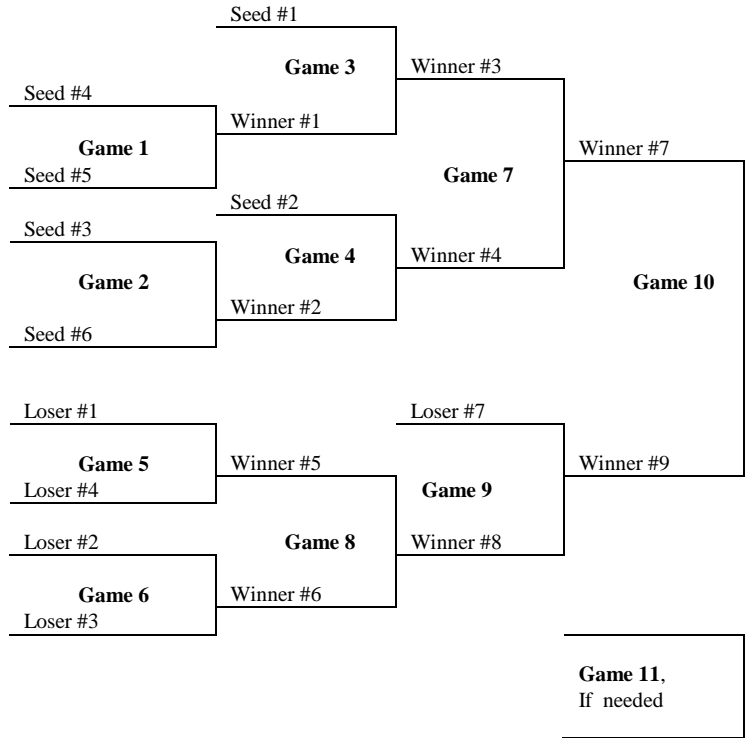 Seed #1
Game 3
Winner #3
Seed #4
Winner #1
Game 1
Winner #7
Seed #5
Game 7
Seed #2
Seed #3
Game 4
Winner #4
Game 2
Game 10
Winner #2
Seed #6
Loser #1
Loser #7
Game 5
Winner #5
Winner #9
Loser #4
Game 9
Loser #2
Game 8
Winner #8
Game 6
Winner #6
Loser #3
Game 11,
If needed